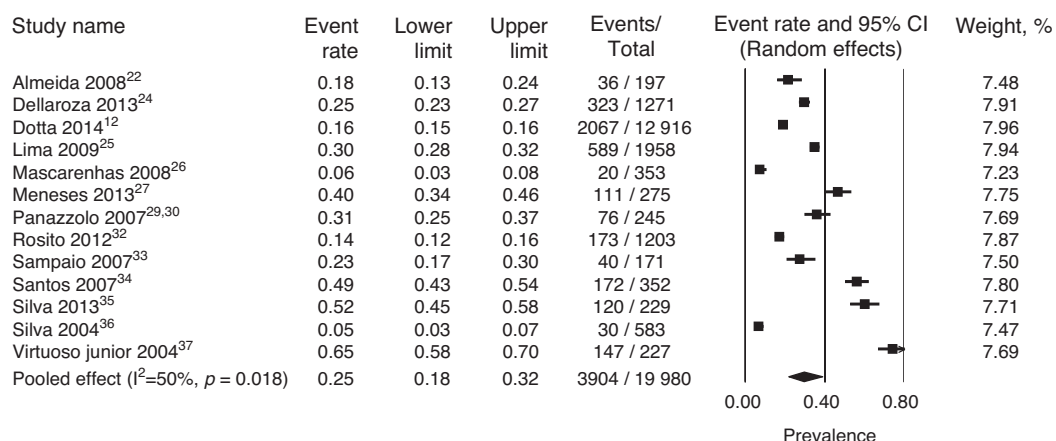 Study name Event rate Lower limit Upper limit Events/ Total Event rate and 95% CI (Random effects) Weight, %
Almeida 2008²² 0.18 0.13 0.24 36 / 197 7.48
Dellaroza 2013²⁴ 0.25 0.23 0.27 323 / 1271 7.91
Dotta 2014¹² 0.16 0.15 0.16 2067 / 12 916 7.96
Lima 2009²⁵ 0.30 0.28 0.32 589 / 1958 7.94
Mascarenhas 2008²⁶ 0.06 0.03 0.08 20 / 353 7.23
Meneses 2013²⁷ 0.40 0.34 0.46 111 / 275 7.75
Panazzolo 2007²⁹,³⁰ 0.31 0.25 0.37 76 / 245 7.69
Rosito 2012³² 0.14 0.12 0.16 173 / 1203 7.87
Sampaio 2007³³ 0.23 0.17 0.30 40 / 171 7.50
Santos 2007³⁴ 0.49 0.43 0.54 172 / 352 7.80
Silva 2013³⁵ 0.52 0.45 0.58 120 / 229 7.71
Silva 2004³⁶ 0.05 0.03 0.07 30 / 583 7.47
Virtuoso junior 2004³⁷ 0.65 0.58 0.70 147 / 227 7.69
Pooled effect (I²=50%, p = 0.018) 0.25 0.18 0.32 3904 / 19 980
0.00 0.40 0.80
Prevalence